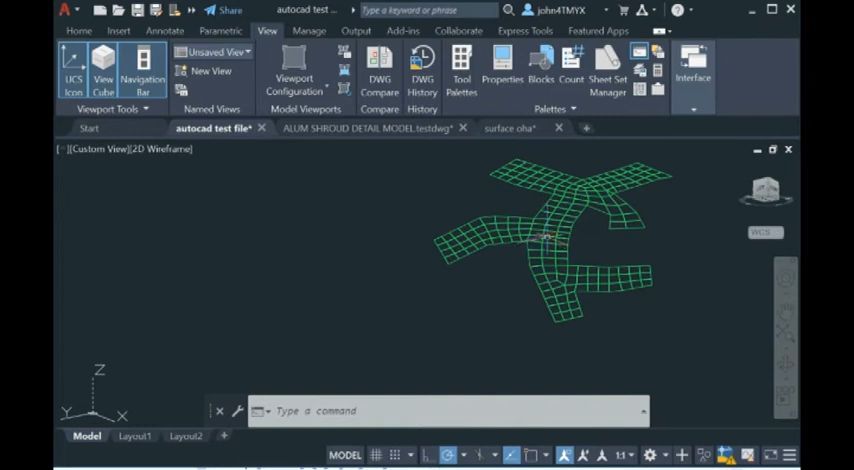 A Share autocad test ... Type a keyword or phrase john4TMYX
Home Insert Annotate Parametric View Manage Output Add-ins Collaborate Express Tools Featured Apps
UCS Icon
View Cube
Navigation Bar
Unsaved View
New View
Viewport Configuration
DWG Compare
DWG History
Tool Palettes
Properties
Blocks
Count
Sheet Set Manager
Interface
Viewport Tools Named Views Model Viewports Compare History Palettes
Start autocad test file* ALUM SHROUD DETAIL MODEL.testdwg* surface oha*
[−][Custom View][2D Wireframe]
WCS
Z
Y X
Type a command
Model Layout1 Layout2 +
MODEL 1:1